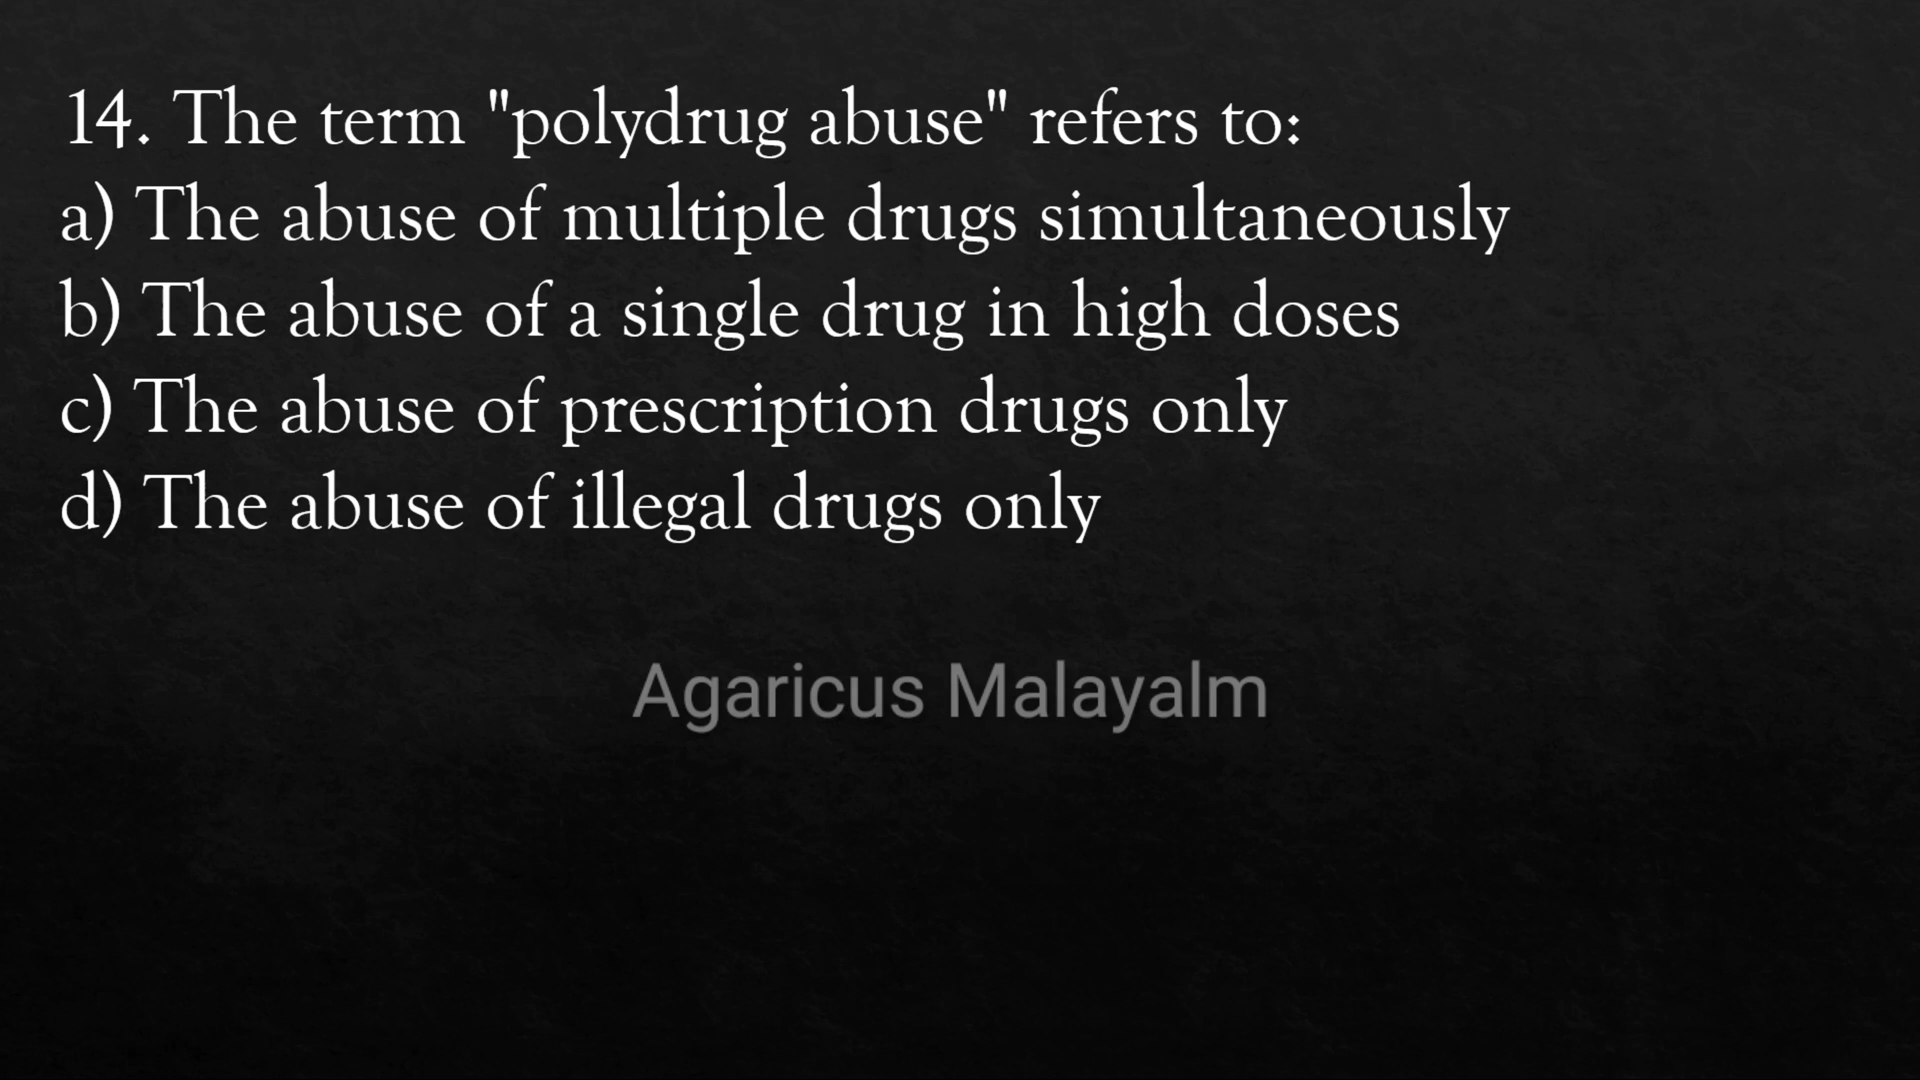 14. The term "polydrug abuse" refers to:
a) The abuse of multiple drugs simultaneously
b) The abuse of a single drug in high doses
c) The abuse of prescription drugs only
d) The abuse of illegal drugs only
Agaricus Malayalm